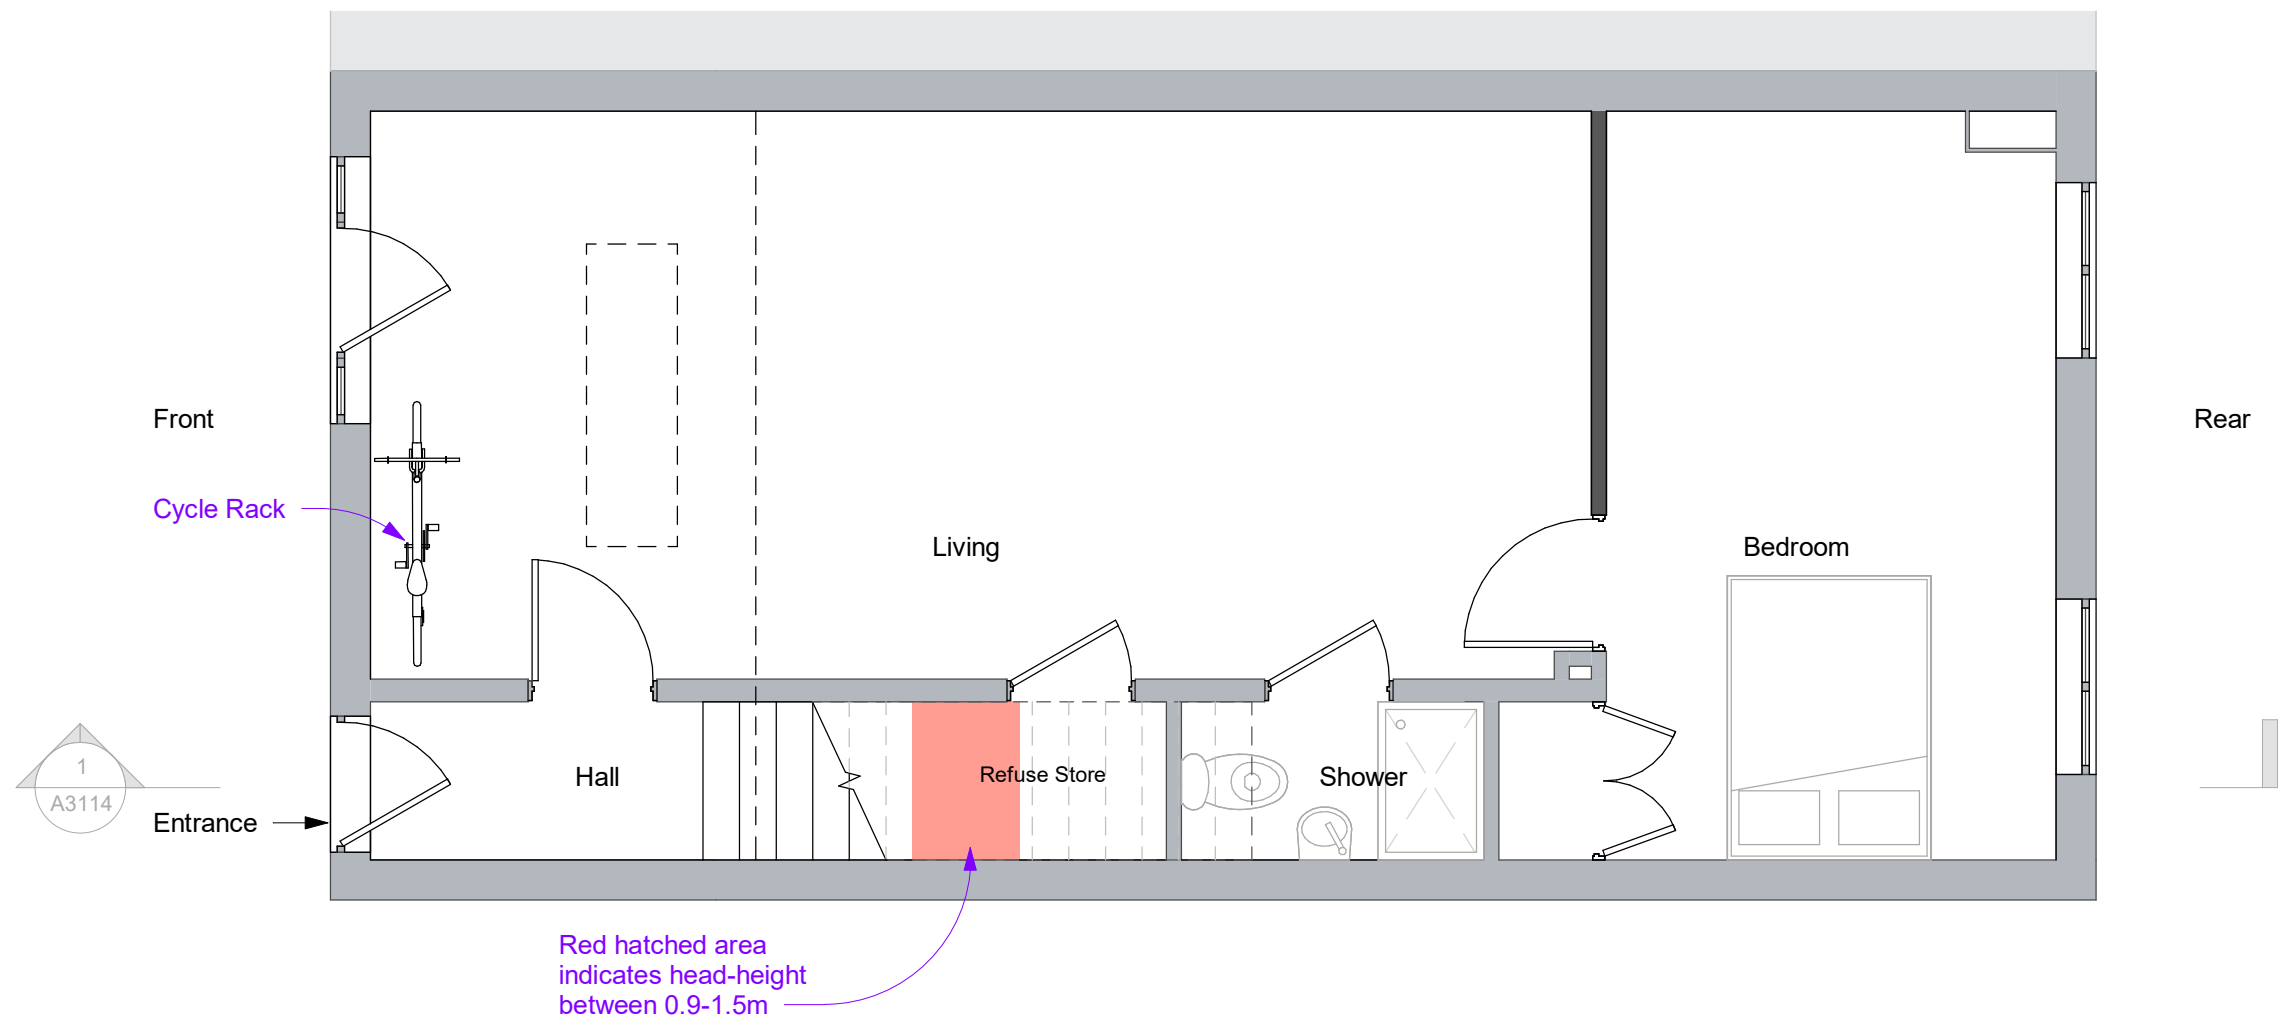 Front
Rear
Cycle Rack
Living
Bedroom
1
A3114
Hall
Refuse Store
Shower
Entrance
Red hatched area
indicates head-height
between 0.9-1.5m